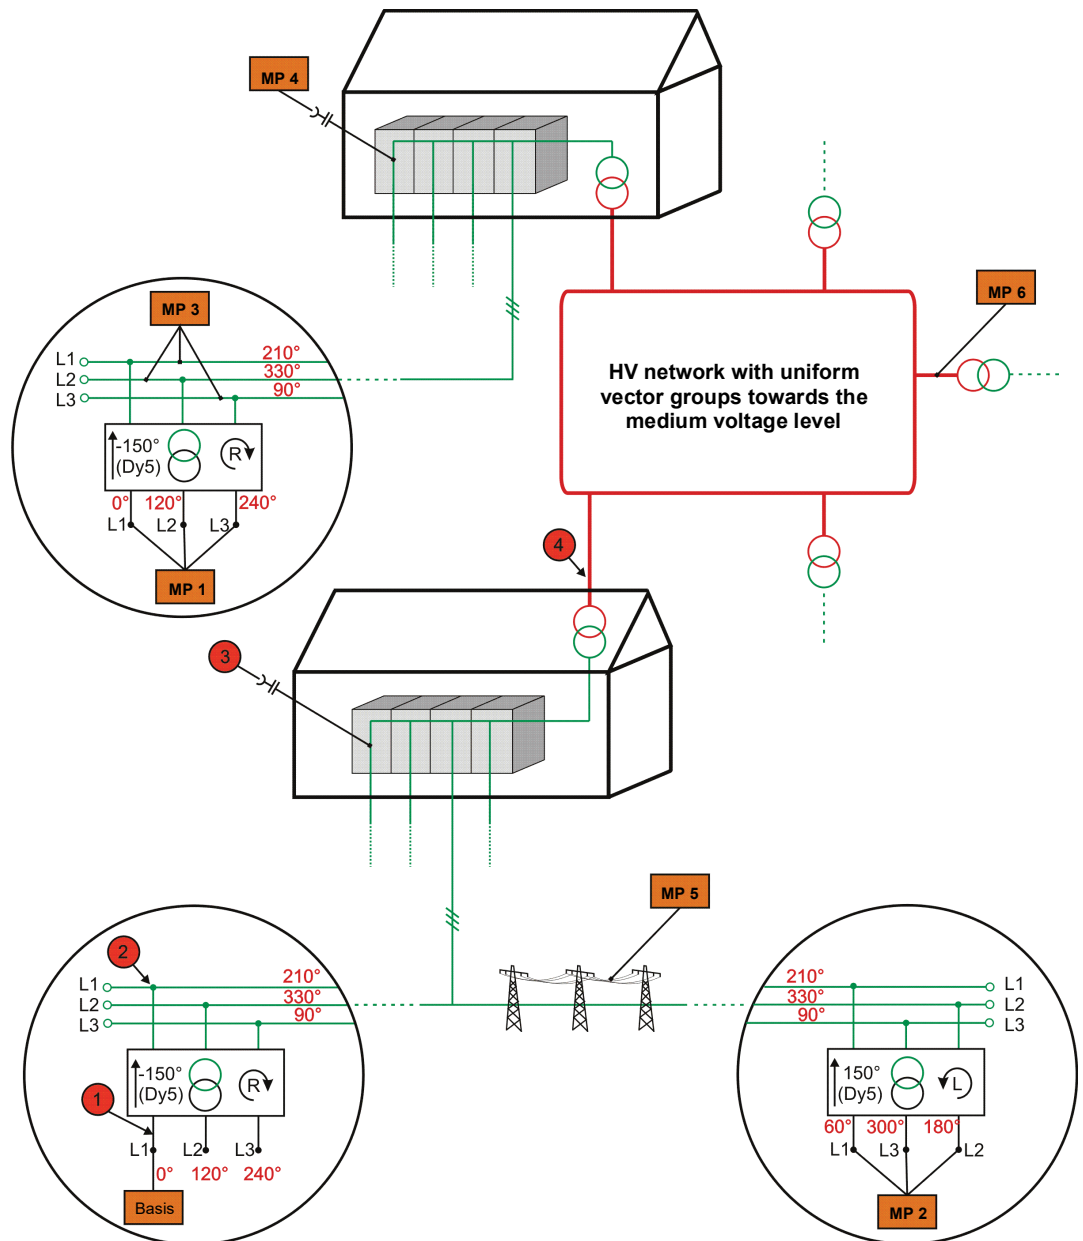 MP 4
MP 6
HV network with uniform
vector groups towards the
medium voltage level
MP 3
L1 210°
L2 330°
L3 90°
-150°
(Dy5)
R
0° 120° 240°
L1 L2 L3
MP 1
4
3
MP 5
2
L1 210°
L2 330°
L3 90°
-150°
(Dy5)
R
1
L1 L2 L3
0° 120° 240°
Basis
210° L1
330° L2
90° L3
150°
(Dy5)
L
60° 300° 180°
L1 L3 L2
MP 2